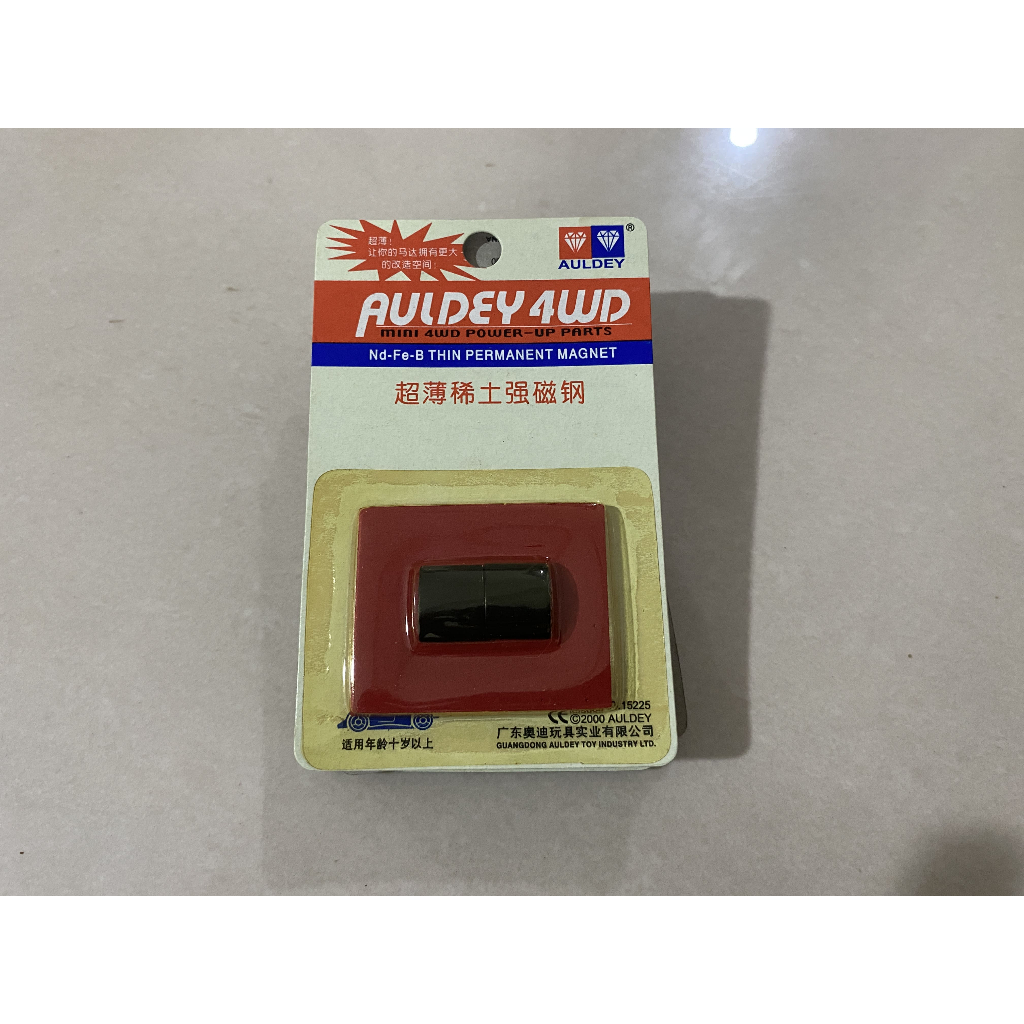 超薄！
让你的马达拥有更大
的改造空间！
AULDEY®
AULDEY 4WD
MINI 4WD POWER-UP PARTS
Nd-Fe-B THIN PERMANENT MAGNET
超薄稀土强磁钢
15225
CE ©2000 AULDEY
适用年龄十岁以上
广东奥迪玩具实业有限公司
GUANGDONG AULDEY TOY INDUSTRY LTD.